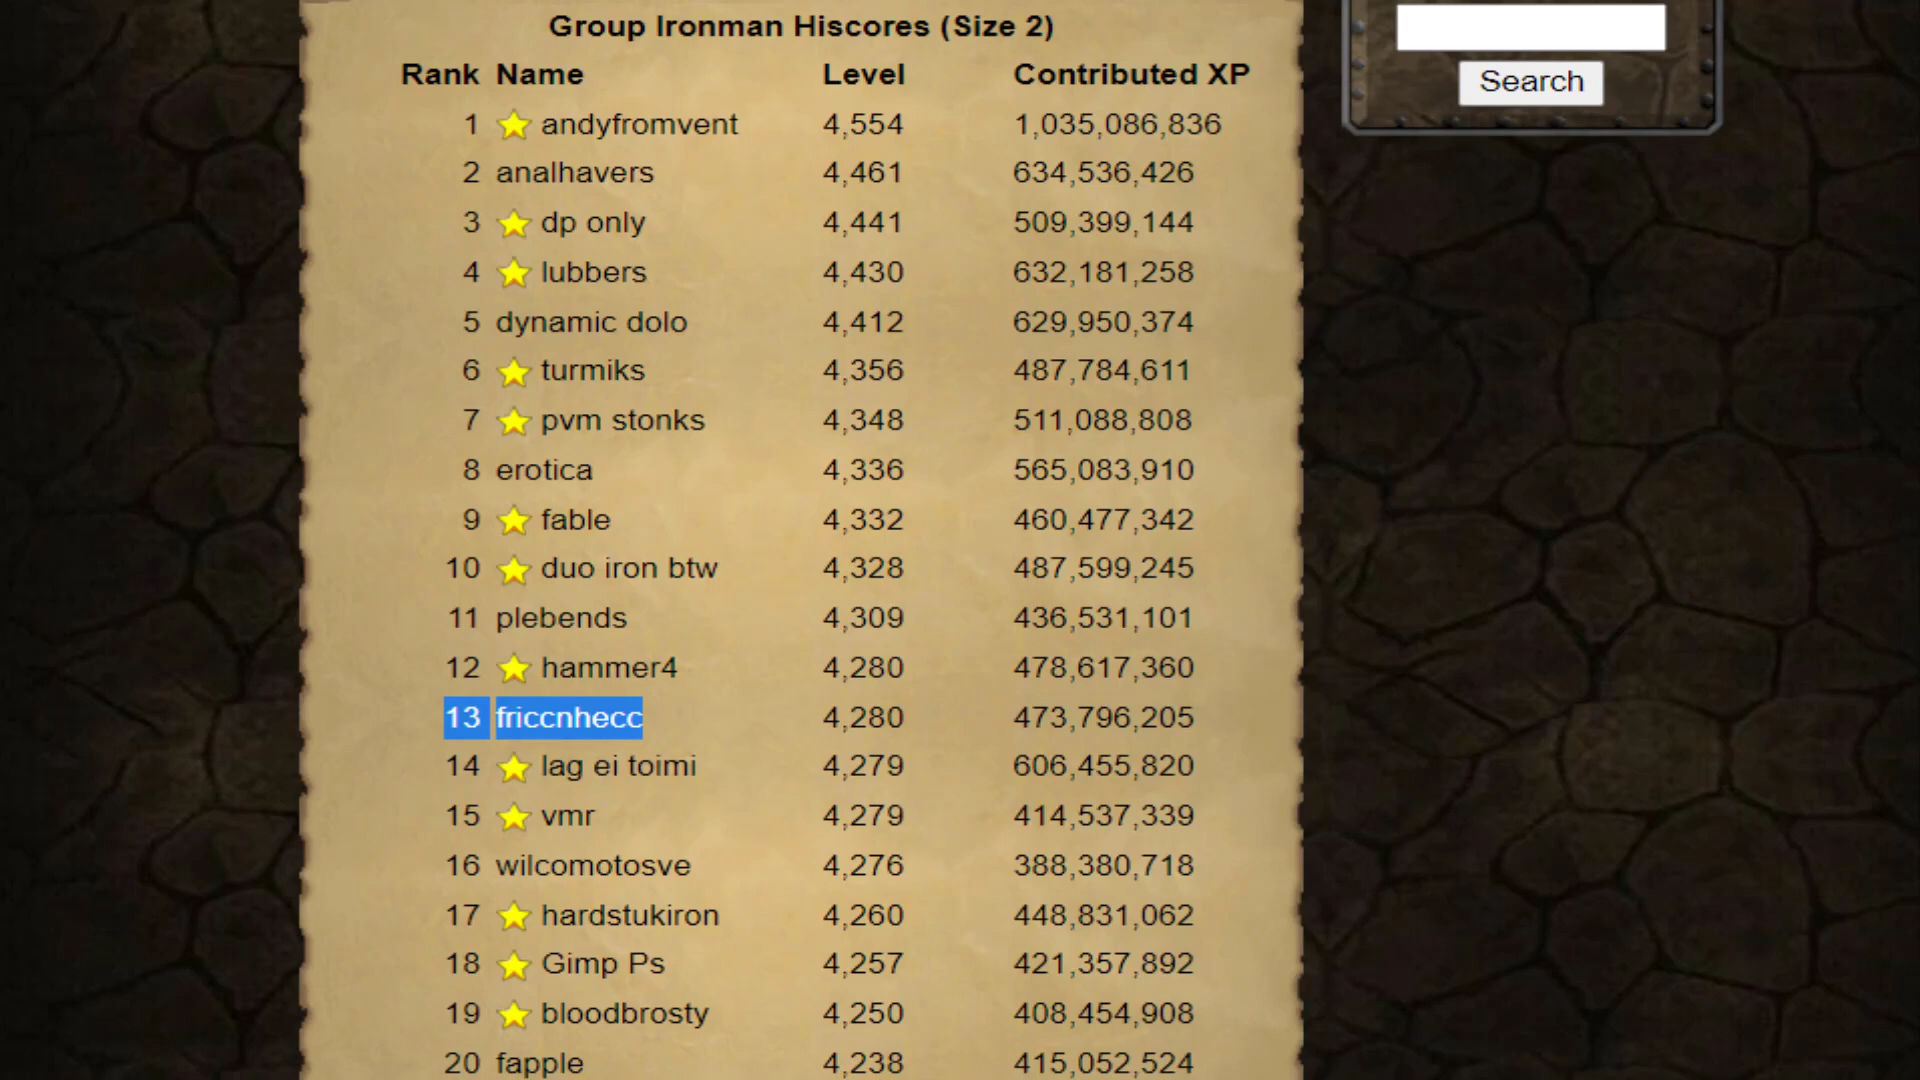 Group Ironman Hiscores (Size 2)
Search
Rank Name Level Contributed XP
1 andyfromvent 4,554 1,035,086,836
2 analhavers 4,461 634,536,426
3 dp only 4,441 509,399,144
4 lubbers 4,430 632,181,258
5 dynamic dolo 4,412 629,950,374
6 turmiks 4,356 487,784,611
7 pvm stonks 4,348 511,088,808
8 erotica 4,336 565,083,910
9 fable 4,332 460,477,342
10 duo iron btw 4,328 487,599,245
11 plebends 4,309 436,531,101
12 hammer4 4,280 478,617,360
13 friccnhecc 4,280 473,796,205
14 lag ei toimi 4,279 606,455,820
15 vmr 4,279 414,537,339
16 wilcomotosve 4,276 388,380,718
17 hardstukiron 4,260 448,831,062
18 Gimp Ps 4,257 421,357,892
19 bloodbrosty 4,250 408,454,908
20 fapple 4,238 415,052,524